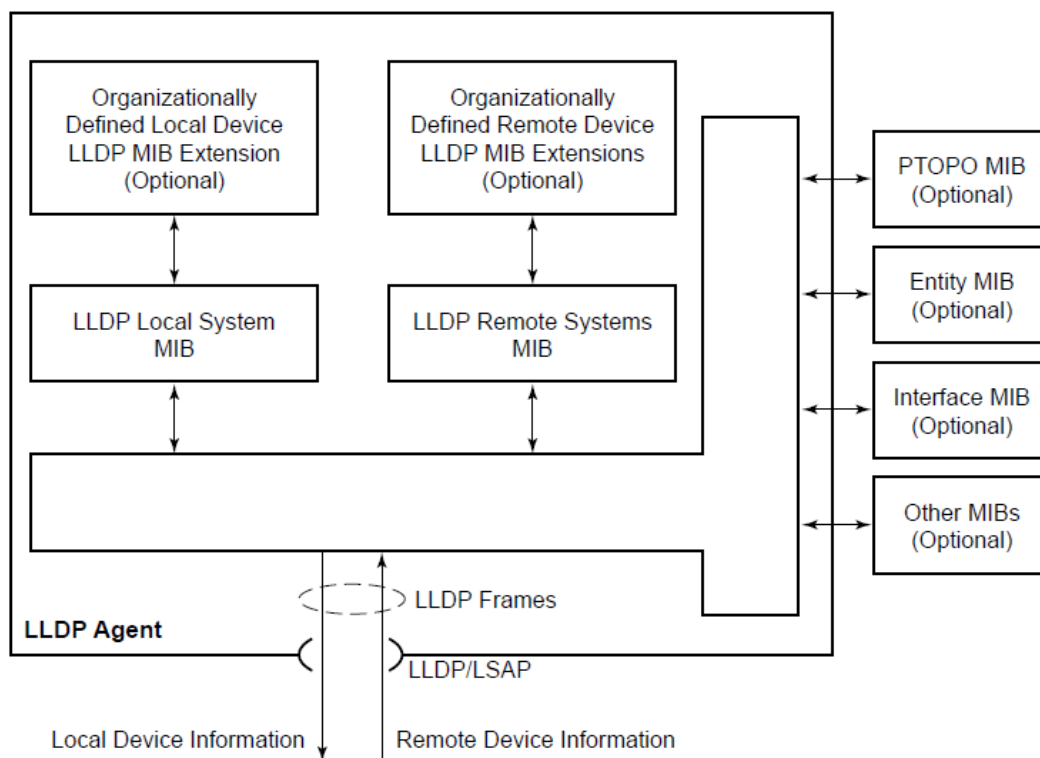 Organizationally
Defined Local Device
LLDP MIB Extension
(Optional)
Organizationally
Defined Remote Device
LLDP MIB Extensions
(Optional)
PTOPO MIB
(Optional)
Entity MIB
(Optional)
LLDP Local System
MIB
LLDP Remote Systems
MIB
Interface MIB
(Optional)
Other MIBs
(Optional)
LLDP Frames
LLDP Agent
LLDP/LSAP
Local Device Information
Remote Device Information